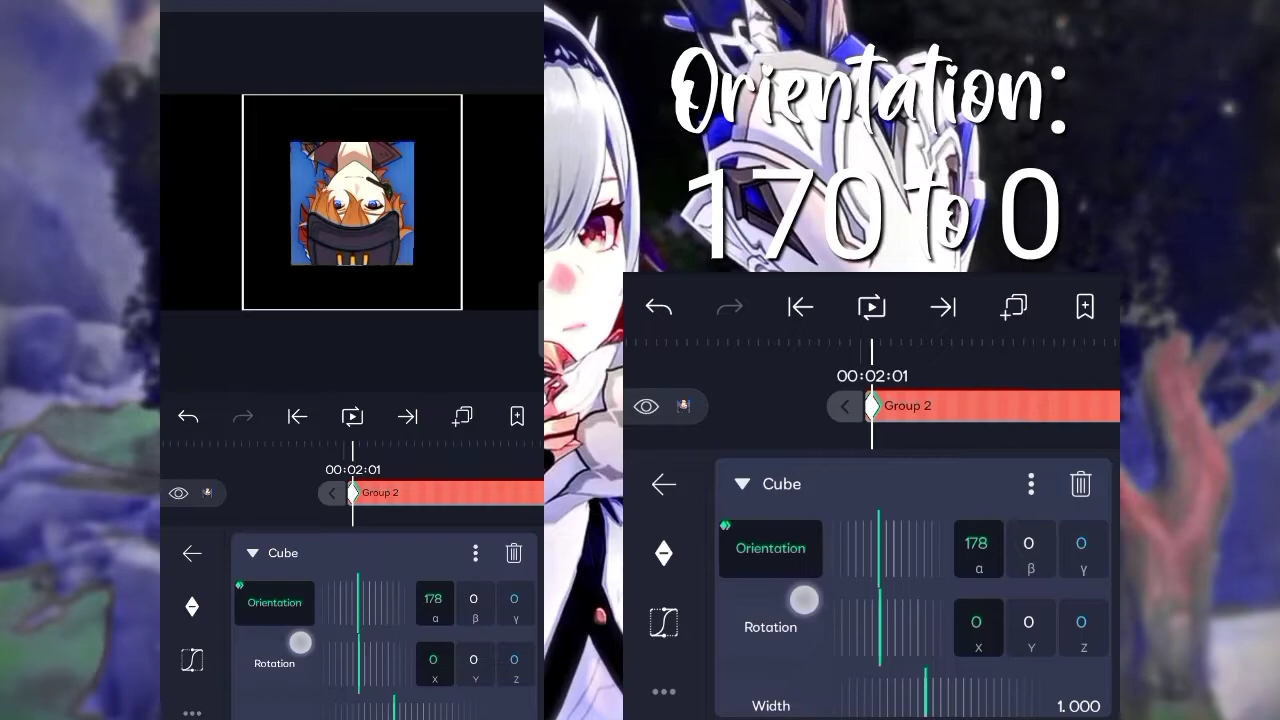 Orientation:
170 to 0
00:02:01
Group 2
Cube
Orientation
178
0
0
α
β
γ
Rotation
0
0
0
X
Y
Z
00:02:01
Group 2
Cube
Orientation
178
0
0
α
β
γ
Rotation
0
0
0
X
Y
Z
Width
1.000